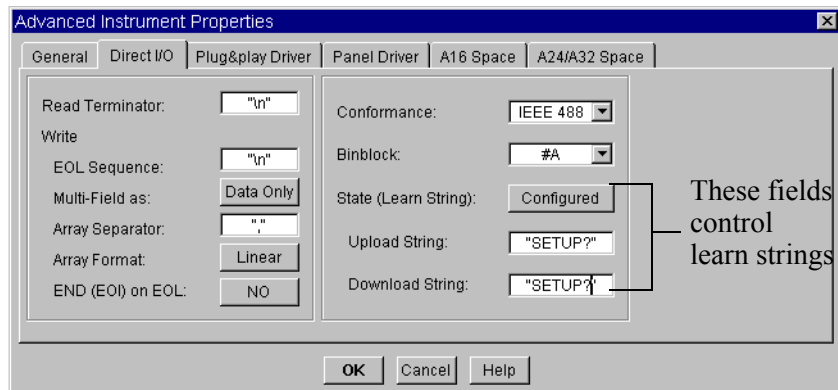 Advanced Instrument Properties
General Direct I/O Plug&play Driver Panel Driver A16 Space A24/A32 Space
Read Terminator: "\n"
Write
EOL Sequence: "\n"
Multi-Field as: Data Only
Array Separator: ","
Array Format: Linear
END (EOI) on EOL: NO
Conformance: IEEE 488
Binblock: #A
State (Learn String): Configured
Upload String: "SETUP?"
Download String: "SETUP?"
These fields
control
learn strings
OK Cancel Help